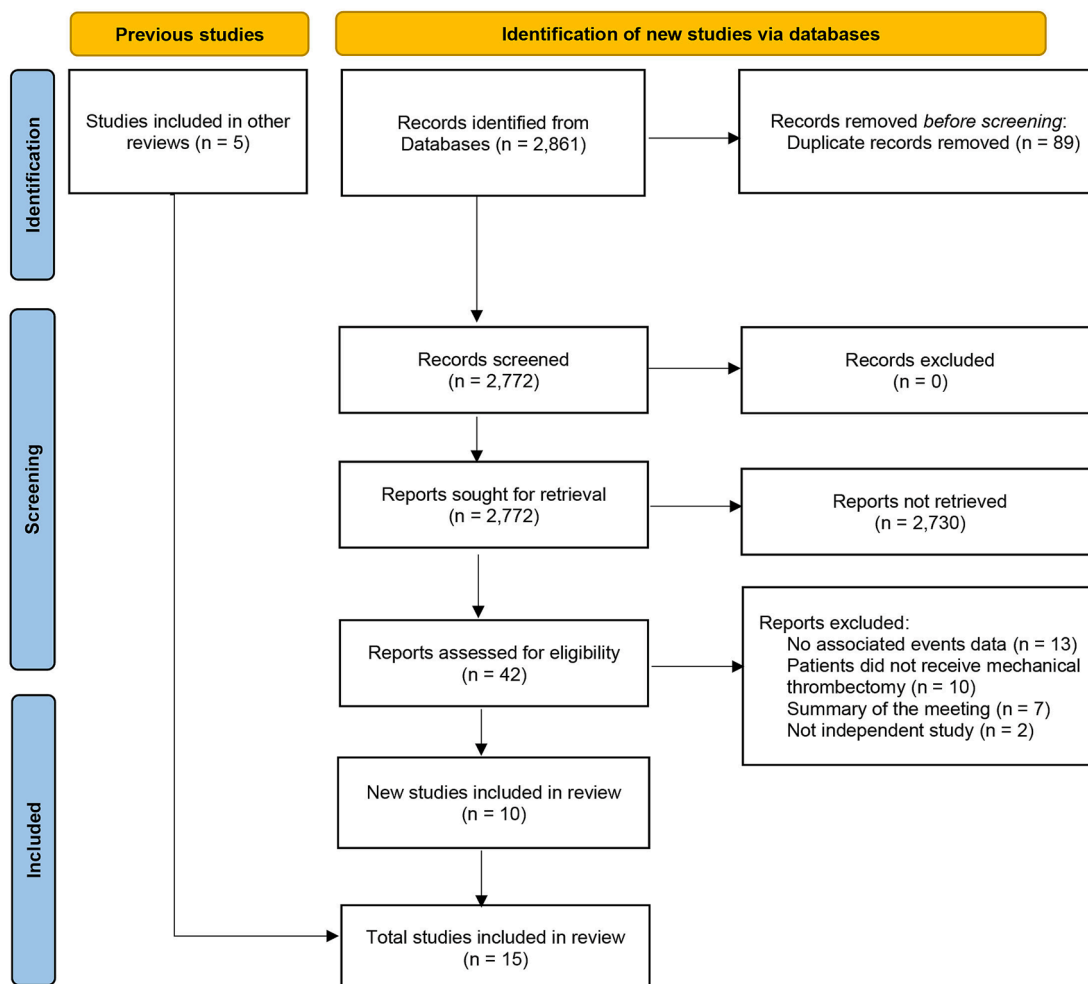 Previous studies
Identification of new studies via databases
Identification
Studies included in other
reviews (n = 5)
Records identified from
Databases (n = 2,861)
Records removed before screening:
Duplicate records removed (n = 89)
Screening
Records screened
(n = 2,772)
Records excluded
(n = 0)
Reports sought for retrieval
(n = 2,772)
Reports not retrieved
(n = 2,730)
Reports assessed for eligibility
(n = 42)
Reports excluded:
No associated events data (n = 13)
Patients did not receive mechanical
thrombectomy (n = 10)
Summary of the meeting (n = 7)
Not independent study (n = 2)
Included
New studies included in review
(n = 10)
Total studies included in review
(n = 15)